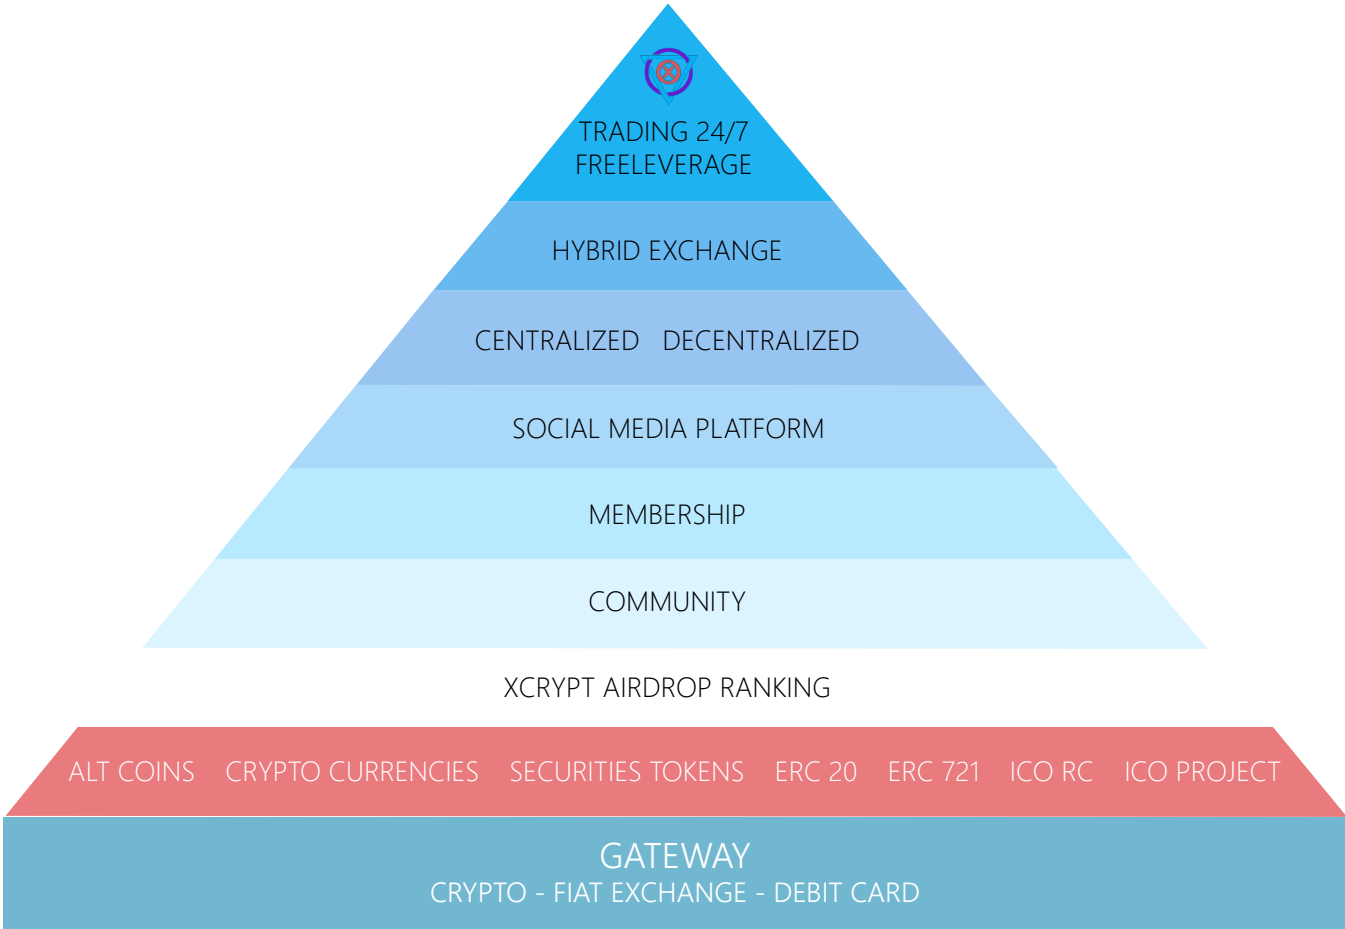 TRADING 24/7
FREELEVERAGE
HYBRID EXCHANGE
CENTRALIZED DECENTRALIZED
SOCIAL MEDIA PLATFORM
MEMBERSHIP
COMMUNITY
XCRYPT AIRDROP RANKING
ALT COINS CRYPTO CURRENCIES SECURITIES TOKENS ERC 20 ERC 721 ICO RC ICO PROJECT
GATEWAY
CRYPTO - FIAT EXCHANGE - DEBIT CARD